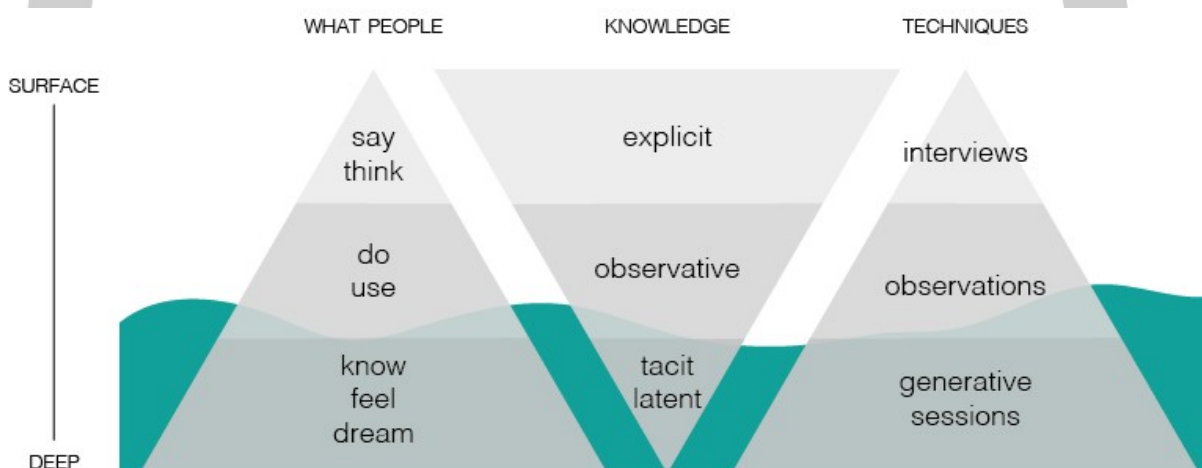 WHAT PEOPLE
KNOWLEDGE
TECHNIQUES
SURFACE
say
think
explicit
interviews
do
use
observative
observations
know
feel
dream
tacit
latent
generative
sessions
DEEP